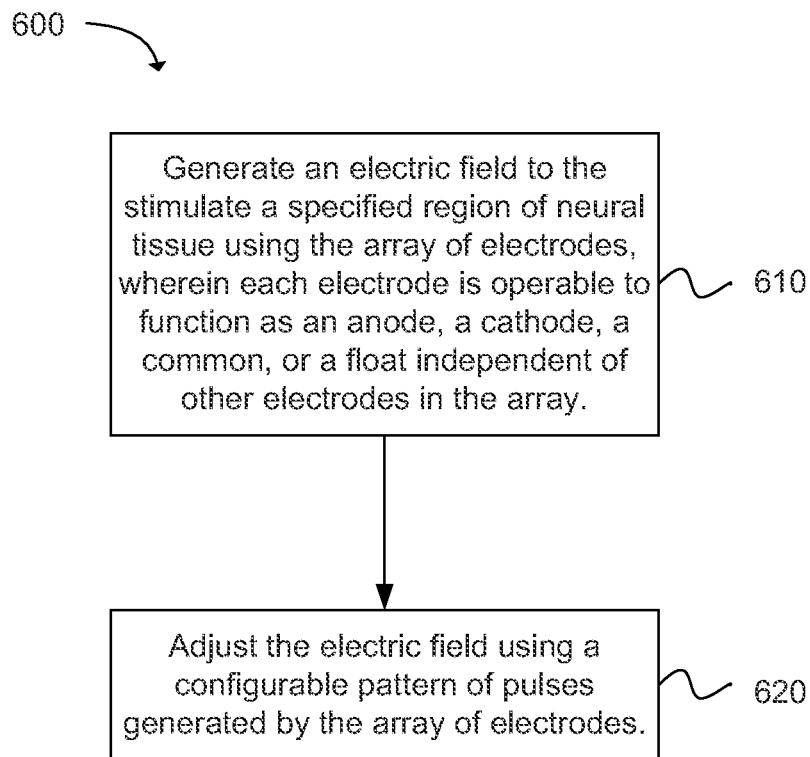 600
Generate an electric field to the
stimulate a specified region of neural
tissue using the array of electrodes,
wherein each electrode is operable to
function as an anode, a cathode, a
common, or a float independent of
other electrodes in the array.
610
Adjust the electric field using a
configurable pattern of pulses
generated by the array of electrodes.
620